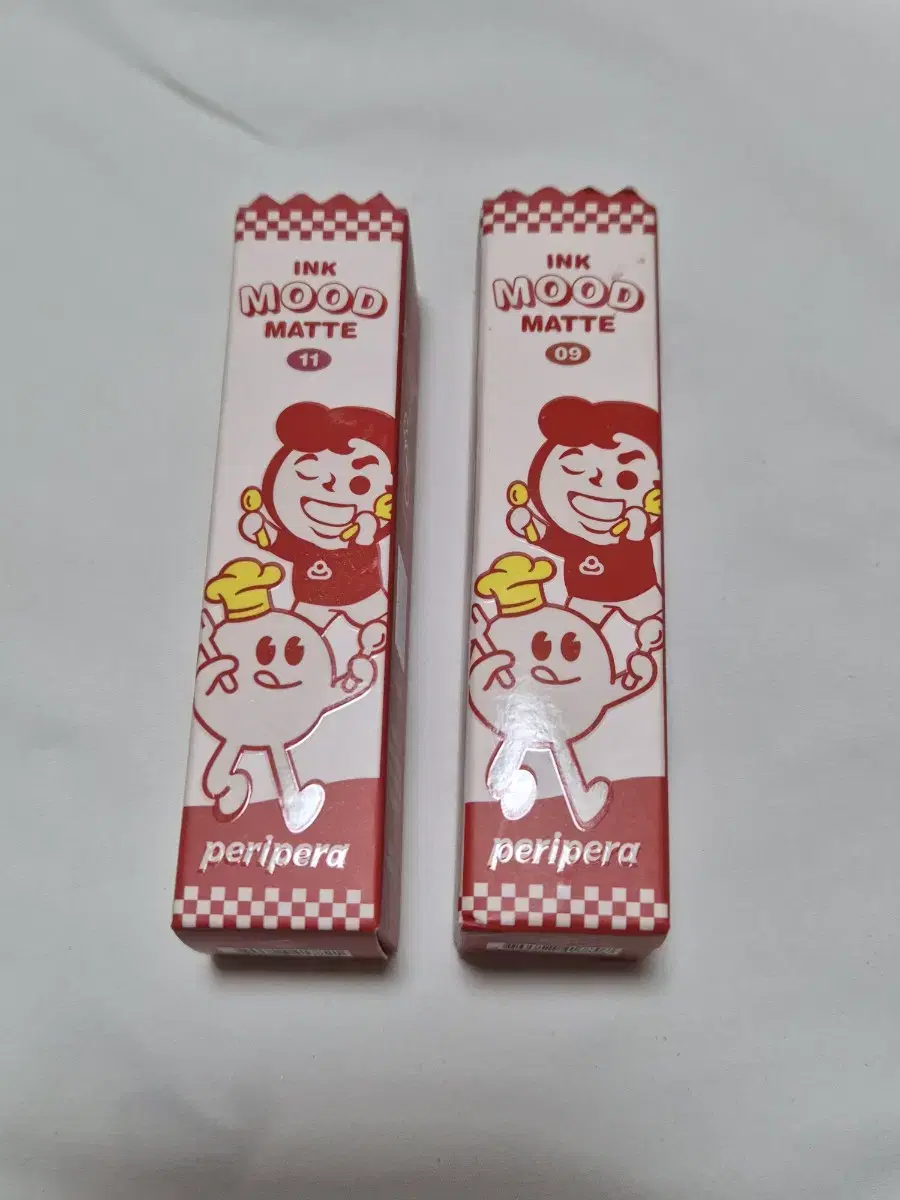 INK
MOOD
MATTE
11
peripera
INK
MOOD
MATTE
09
peripera